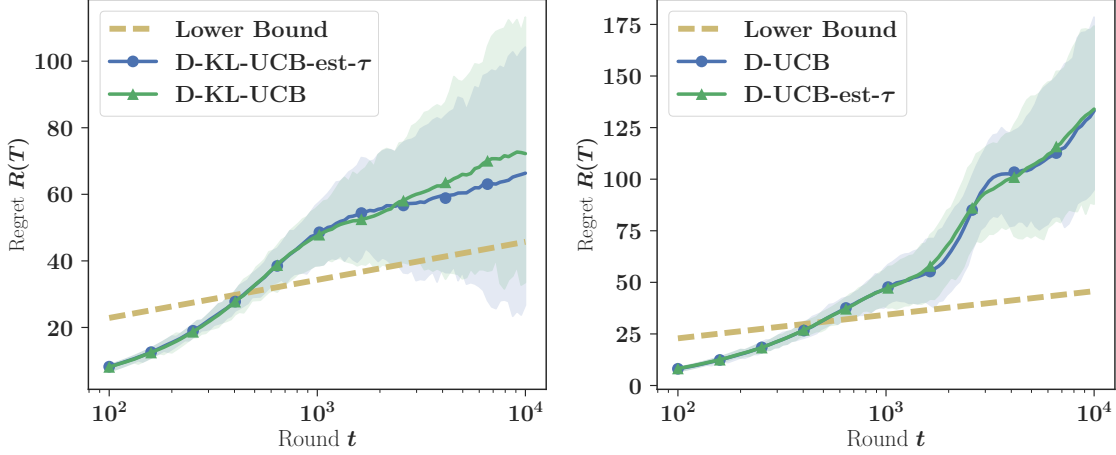 Lower Bound
D-KL-UCB-est-τ
D-KL-UCB
Regret R(T)
100
80
60
40
20
10²
10³
10⁴
Round t
Lower Bound
D-UCB
D-UCB-est-τ
Regret R(T)
175
150
125
100
75
50
25
0
10²
10³
10⁴
Round t